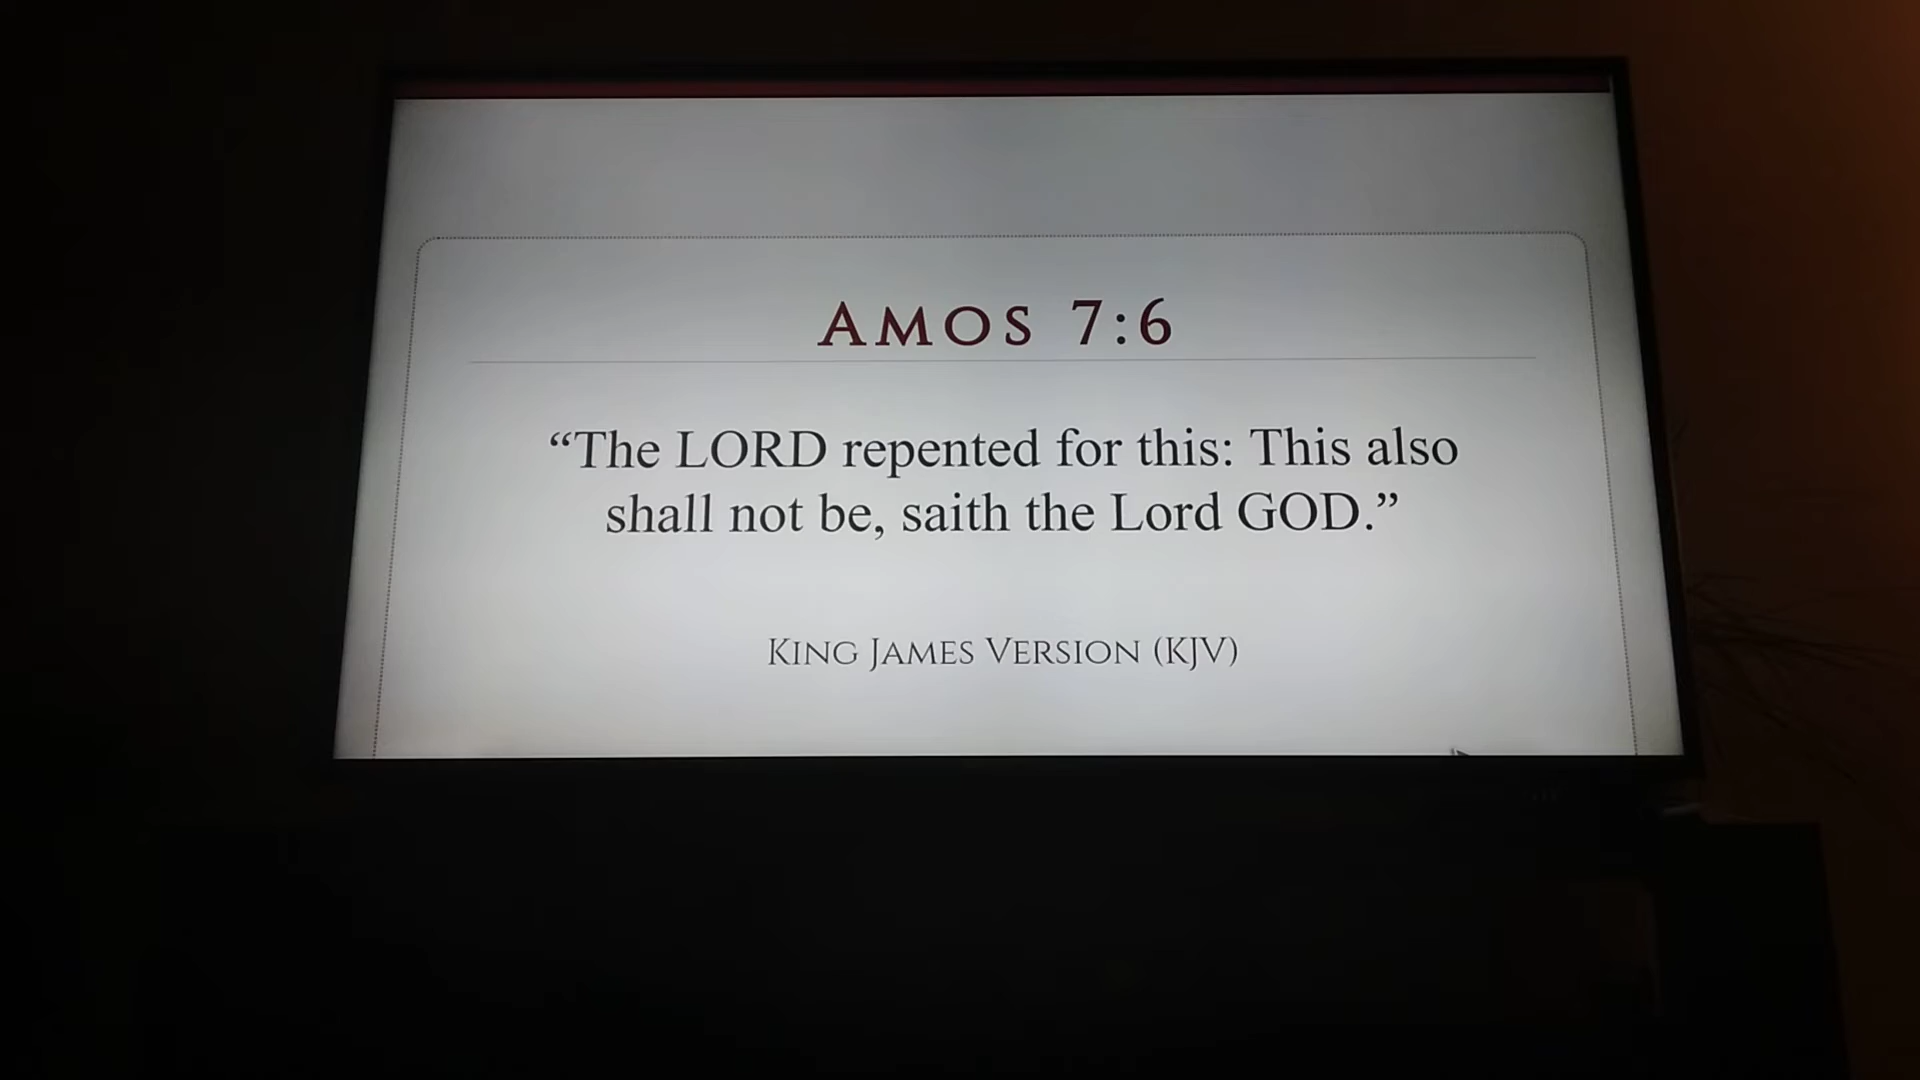 AMOS 7:6
“The LORD repented for this: This also
shall not be, saith the Lord GOD.”
KING JAMES VERSION (KJV)